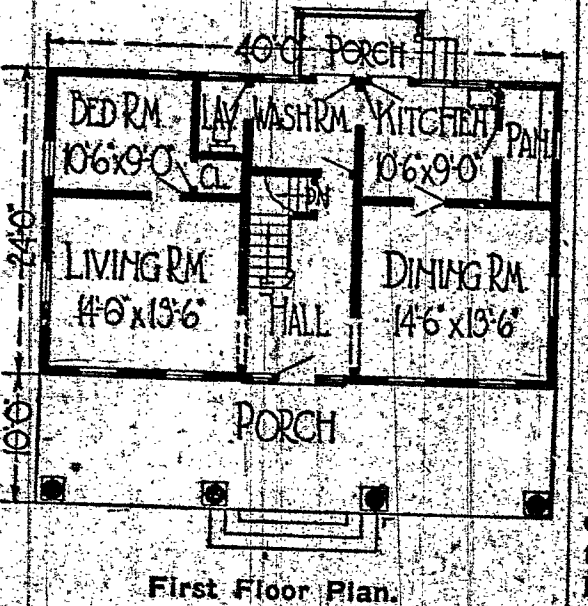 40'0" PORCH
BED RM.
10'6"x9'0"
LAV.
WASH RM.
KITCHEN
10'6"x9'0"
PAN.
CL.
DN
24'0"
LIVING RM.
14'6"x13'6"
HALL
DINING RM.
14'6"x13'6"
10'0"
PORCH
First Floor Plan.